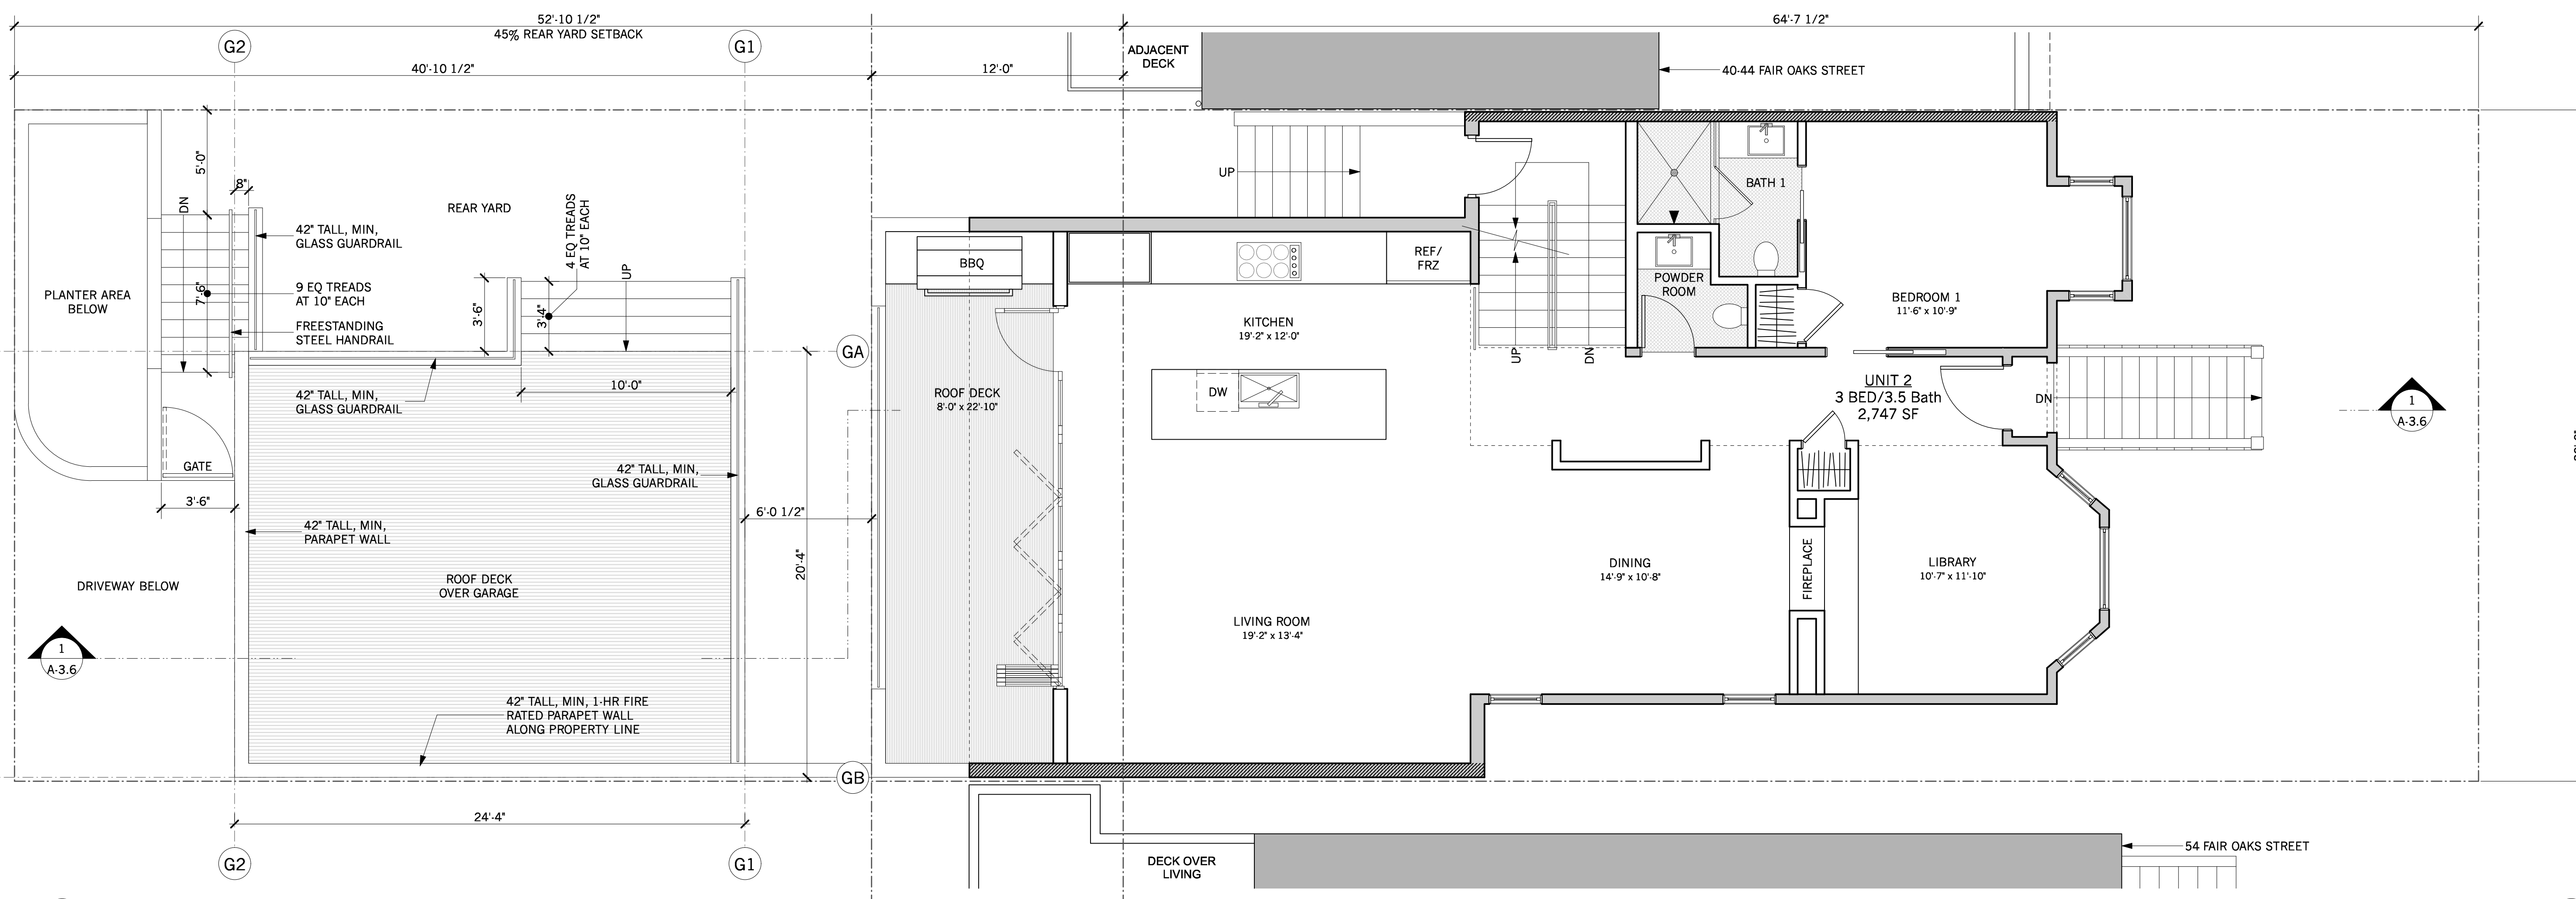 52'-10 1/2"
64'-7 1/2"
45% REAR YARD SETBACK
G2
G1
ADJACENT
DECK
40'-10 1/2"
12'-0"
40-44 FAIR OAKS STREET
5'-0"
8"
DN
REAR YARD
4 EQ TREADS
AT 10" EACH
UP
42" TALL, MIN,
GLASS GUARDRAIL
7'-6"
9 EQ TREADS
AT 10" EACH
PLANTER AREA
BELOW
FREESTANDING
STEEL HANDRAIL
3'-6"
3'-4"
GA
42" TALL, MIN,
GLASS GUARDRAIL
10'-0"
GATE
3'-6"
42" TALL, MIN,
GLASS GUARDRAIL
42" TALL, MIN,
PARAPET WALL
6'-0 1/2"
20'-4"
DRIVEWAY BELOW
ROOF DECK
OVER GARAGE
1
A-3.6
42" TALL, MIN, 1-HR FIRE
RATED PARAPET WALL
ALONG PROPERTY LINE
GB
24'-4"
G2
G1
UP
BBQ
REF/
FRZ
BATH 1
POWDER
ROOM
BEDROOM 1
11'-6" x 10'-9"
KITCHEN
19'-2" x 12'-0"
UP
DN
ROOF DECK
8'-0" x 22'-10"
DW
UNIT 2
3 BED/3.5 Bath
2,747 SF
DN
1
A-3.6
DINING
14'-9" x 10'-8"
FIREPLACE
LIBRARY
10'-7" x 11'-10"
LIVING ROOM
19'-2" x 13'-4"
DECK OVER
LIVING
54 FAIR OAKS STREET